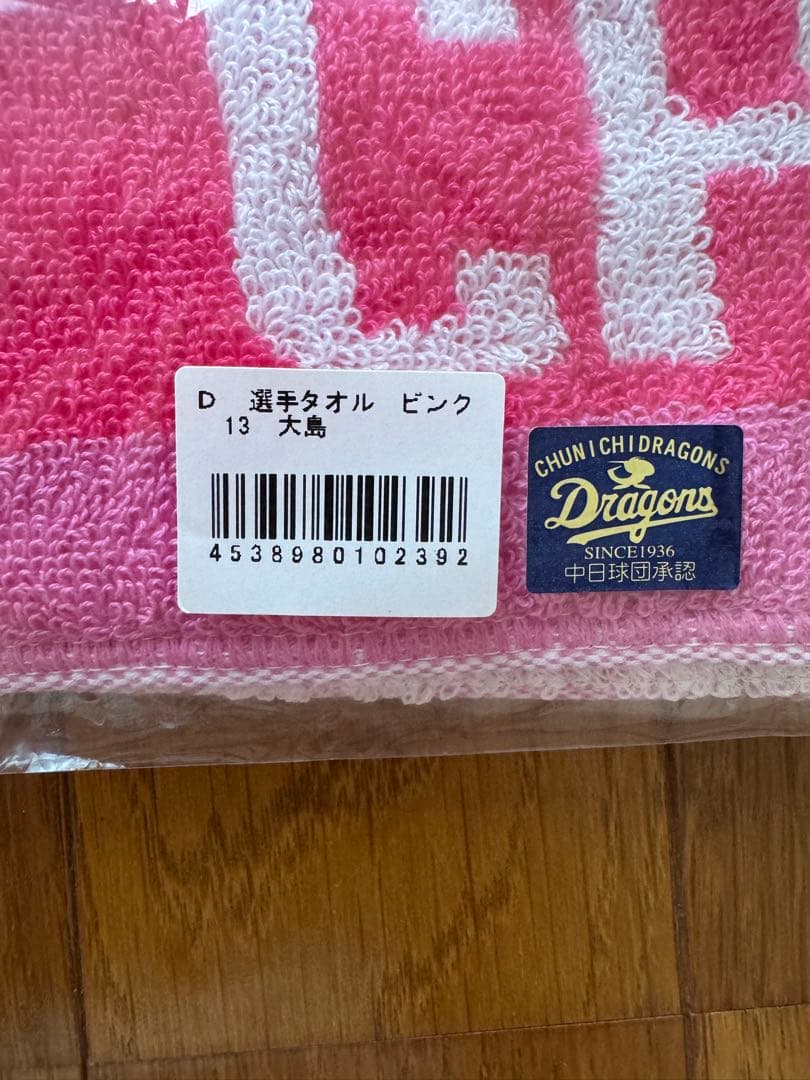 D 選手タオル ピンク
13 大島
4538980102392
CHUNICHIDRAGONS
Dragons
SINCE1936
中日球団承認